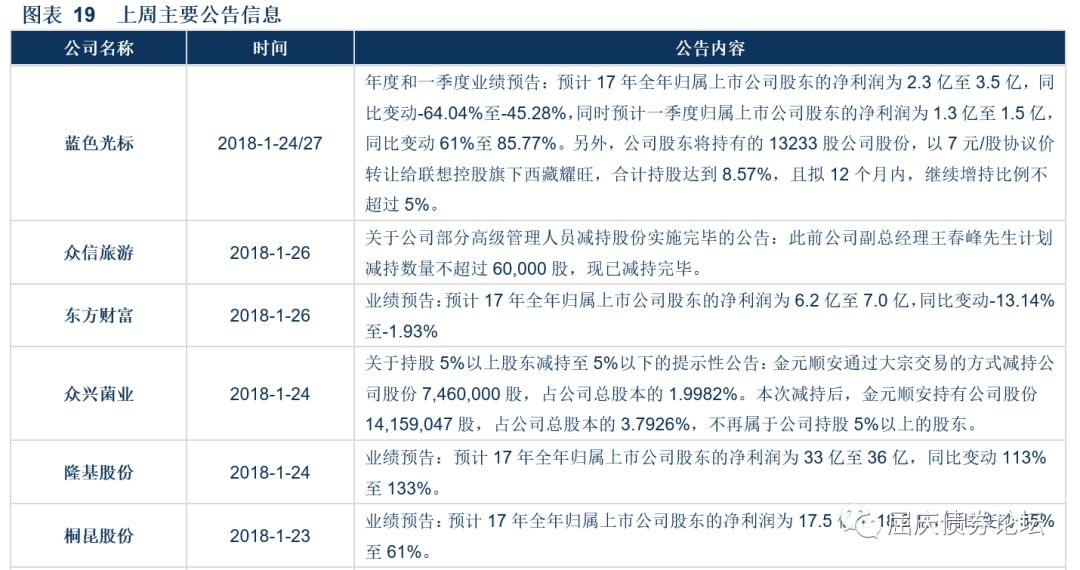 图表 19 上周主要公告信息
公司名称 时间 公告内容
年度和一季度业绩预告：预计 17 年全年归属上市公司股东的净利润为 2.3 亿至 3.5 亿，同
比变动-64.04%至-45.28%，同时预计一季度归属上市公司股东的净利润为 1.3 亿至 1.5 亿，
蓝色光标 2018-1-24/27 同比变动 61%至 85.77%。另外，公司股东将持有的 13233 股公司股份，以 7 元/股协议价
转让给联想控股旗下西藏耀旺，合计持股达到 8.57%，且拟 12 个月内，继续增持比例不
超过 5%。
众信旅游 2018-1-26 关于公司部分高级管理人员减持股份实施完毕的公告：此前公司副总经理王春峰先生计划
减持数量不超过 60,000 股，现已减持完毕。
东方财富 2018-1-26 业绩预告：预计 17 年全年归属上市公司股东的净利润为 6.2 亿至 7.0 亿，同比变动-13.14%
至-1.93%
关于持股 5%以上股东减持至 5%以下的提示性公告：金元顺安通过大宗交易的方式减持公
众兴菌业 2018-1-24 司股份 7,460,000 股，占公司总股本的 1.9982%。本次减持后，金元顺安持有公司股份
14,159,047 股，占公司总股本的 3.7926%，不再属于公司持股 5%以上的股东。
隆基股份 2018-1-24 业绩预告：预计 17 年全年归属上市公司股东的净利润为 33 亿至 36 亿，同比变动 113%
至 133%。
桐昆股份 2018-1-23 业绩预告：预计 17 年全年归属上市公司股东的净利润为 17.5
至 61%。
屈庆债券论坛